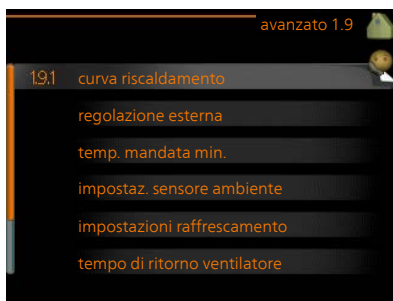 avanzato 1.9
1.9.1 curva riscaldamento
regolazione esterna
temp. mandata min.
impostaz. sensore ambiente
impostazioni raffrescamento
tempo di ritorno ventilatore